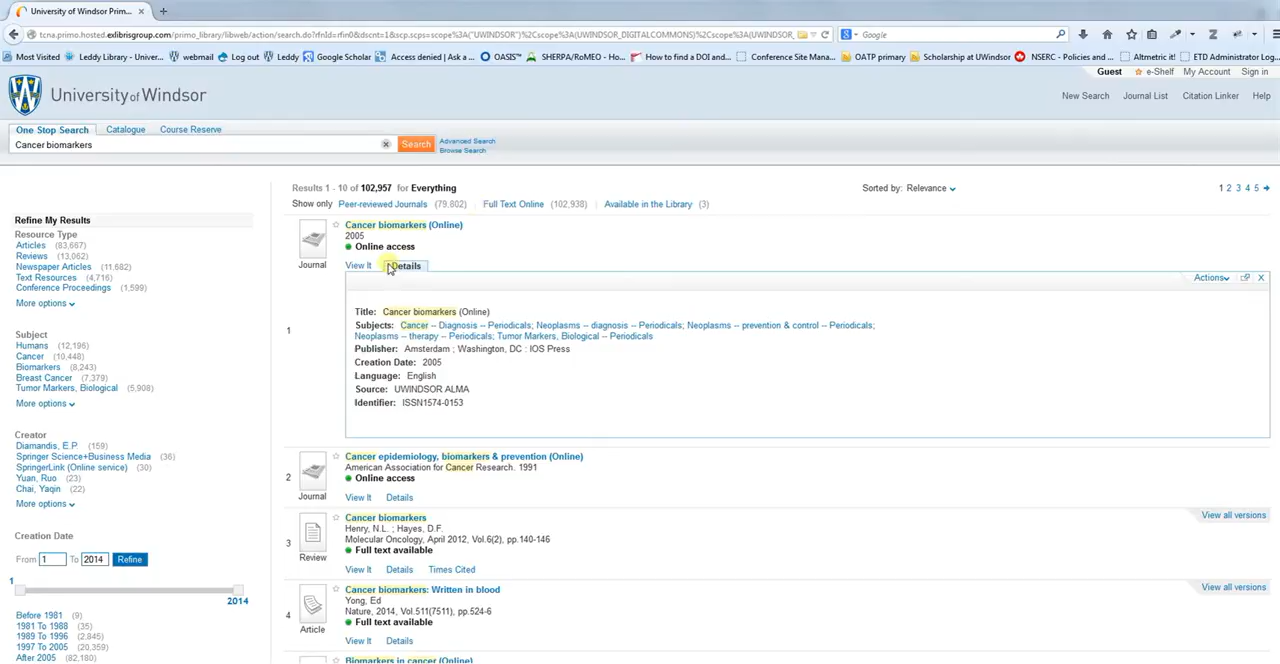 University of Windsor Prim...
tcna.primo.hosted.exlibrisgroup.com/primo_library/libweb/action/search.do?rfnId=rfin0&dscnt=1&scp.scps=scope%3A("UWINDSOR")%2Cscope%3A(UWINDSOR_DIGITALCOMMONS)%2Cscope%3A(UWINDSOR_ Google
Most Visited Leddy Library - Univer... webmail Log out Leddy Google Scholar Access denied | Ask a ... OASIS™ SHERPA/RoMEO - Ho... How to find a DOI and... Conference Site Mana... OATP primary Scholarship at UWindsor NSERC - Policies and ... Altmetric it! ETD Administrator Log...
Guest e-Shelf My Account Sign in
University of Windsor
New Search Journal List Citation Linker Help
One Stop Search Catalogue Course Reserve
Cancer biomarkers Search Advanced Search
Browse Search
Results 1 - 10 of 102,957 for Everything Sorted by: Relevance 1 2 3 4 5
Show only Peer-reviewed Journals (79,802) Full Text Online (102,938) Available in the Library (3)
Refine My Results
Resource Type
Articles (83,667)
Reviews (13,062)
Newspaper Articles (11,682)
Text Resources (4,716)
Conference Proceedings (1,599)
More options
Subject
Humans (12,196)
Cancer (10,448)
Biomarkers (8,243)
Breast Cancer (7,379)
Tumor Markers, Biological (5,908)
More options
Creator
Diamandis, E.P. (159)
Springer Science+Business Media (36)
SpringerLink (Online service) (30)
Yuan, Ruo (23)
Chai, Yaqin (22)
More options
Creation Date
From 1 To 2014 Refine
1
2014
Before 1981 (9)
1981 To 1988 (35)
1989 To 1996 (2,845)
1997 To 2005 (20,359)
After 2005 (82,180)
1
Journal
Cancer biomarkers (Online)
2005
Online access
View It Details
Actions
Title: Cancer biomarkers (Online)
Subjects: Cancer -- Diagnosis -- Periodicals; Neoplasms -- diagnosis -- Periodicals; Neoplasms -- prevention & control -- Periodicals;
Neoplasms -- therapy -- Periodicals; Tumor Markers, Biological -- Periodicals
Publisher: Amsterdam ; Washington, DC : IOS Press
Creation Date: 2005
Language: English
Source: UWINDSOR ALMA
Identifier: ISSN1574-0153
2
Journal
Cancer epidemiology, biomarkers & prevention (Online)
American Association for Cancer Research. 1991
Online access
View It Details
3
Review
Cancer biomarkers
View all versions
Henry, N.L. ; Hayes, D.F.
Molecular Oncology, April 2012, Vol.6(2), pp.140-146
Full text available
View It Details Times Cited
4
Article
Cancer biomarkers: Written in blood
View all versions
Yong, Ed
Nature, 2014, Vol.511(7511), pp.524-6
Full text available
View It Details
Biomarkers in cancer (Online)